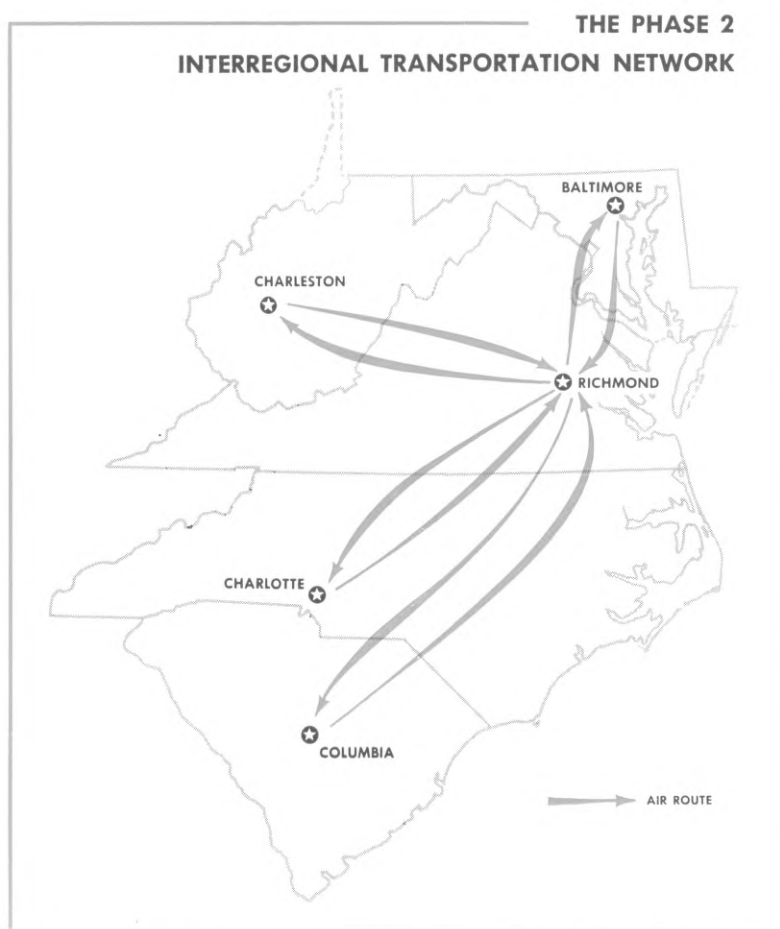 THE PHASE 2
INTERREGIONAL TRANSPORTATION NETWORK
BALTIMORE
CHARLESTON
RICHMOND
CHARLOTTE
COLUMBIA
AIR ROUTE